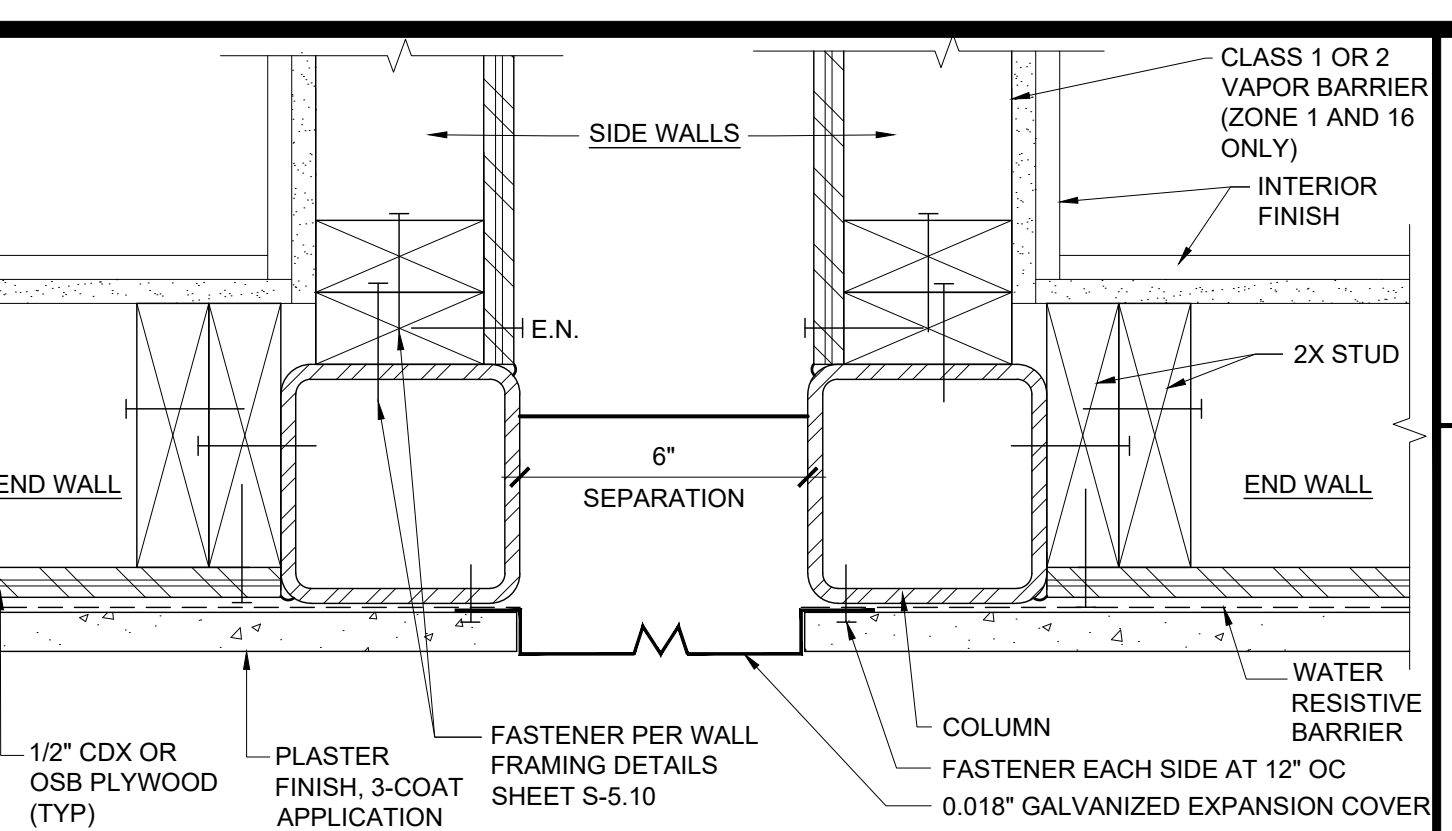 CLASS 1 OR 2
VAPOR BARRIER
(ZONE 1 AND 16
ONLY)
SIDE WALLS
INTERIOR
FINISH
E.N.
2X STUD
6"
SEPARATION
END WALL
END WALL
WATER
RESISTIVE
BARRIER
1/2" CDX OR
OSB PLYWOOD
(TYP)
PLASTER
FINISH, 3-COAT
APPLICATION
FASTENER PER WALL
FRAMING DETAILS
SHEET S-5.10
COLUMN
FASTENER EACH SIDE AT 12" OC
0.018" GALVANIZED EXPANSION COVER